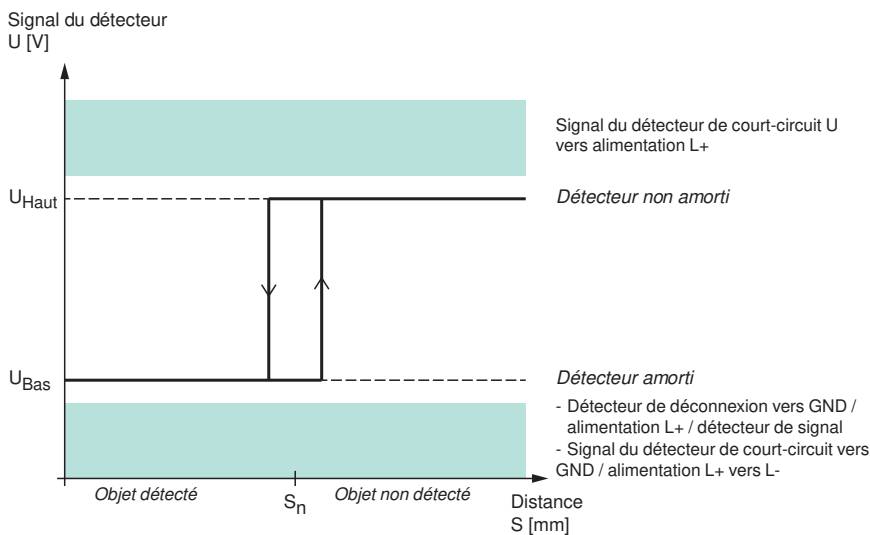 Signal du détecteur
U [V]
Signal du détecteur de court-circuit U
vers alimentation L+
UHaut
Détecteur non amorti
UBas
Détecteur amorti
- Détecteur de déconnexion vers GND /
alimentation L+ / détecteur de signal
- Signal du détecteur de court-circuit vers
GND / alimentation L+ vers L-
Objet détecté
Sn
Objet non détecté
Distance
S [mm]